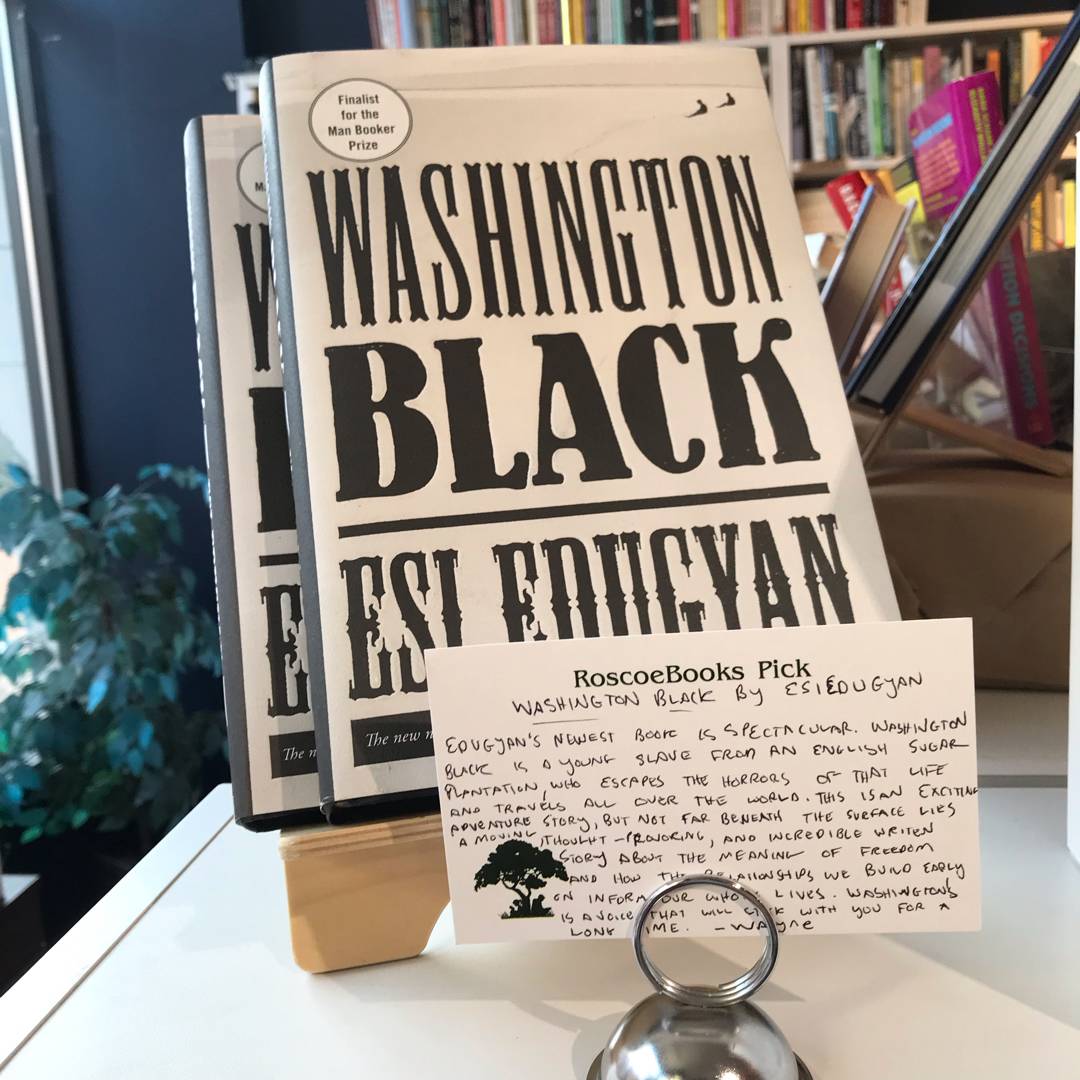 Finalist
for the
Man Booker
Prize
WASHINGTON
BLACK
ESI EDUGYAN
The new
RoscoeBooks Pick
WASHINGTON BLACK BY ESI EDUGYAN
EDUGYAN'S NEWEST BOOK IS SPECTACULAR. WASHINGTON
BLACK IS A YOUNG SLAVE FROM AN ENGLISH SUGAR
PLANTATION, WHO ESCAPES THE HORRORS OF THAT LIFE
AND TRAVELS ALL OVER THE WORLD. THIS IS AN EXCITING
ADVENTURE STORY, BUT NOT FAR BENEATH THE SURFACE LIES
A MOVING, THOUGHT-PROVOKING, AND INCREDIBLE WRITEN
STORY ABOUT THE MEANING OF FREEDOM
AND HOW THE RELATIONSHIPS WE BUILD EARLY
ON INFORM OUR WHOLE LIVES. WASHINGTON'S
IS A VOICE THAT WILL STICK WITH YOU FOR A
LONG TIME. - Wayne